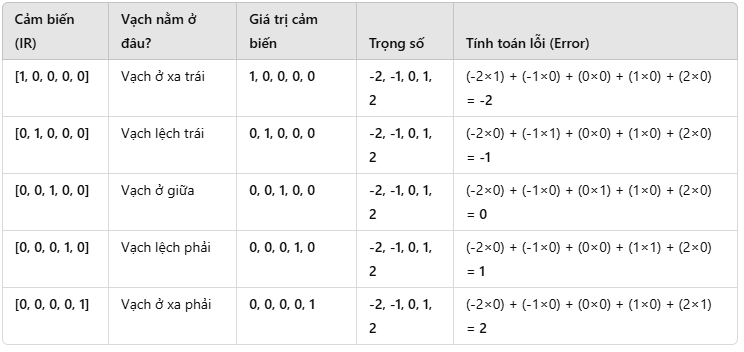 Cảm biến (IR) | Vạch nằm ở đâu? | Giá trị cảm biến | Trọng số | Tính toán lỗi (Error)
[1, 0, 0, 0, 0] | Vạch ở xa trái | 1, 0, 0, 0, 0 | -2, -1, 0, 1, 2 | (-2×1) + (-1×0) + (0×0) + (1×0) + (2×0) = -2
[0, 1, 0, 0, 0] | Vạch lệch trái | 0, 1, 0, 0, 0 | -2, -1, 0, 1, 2 | (-2×0) + (-1×1) + (0×0) + (1×0) + (2×0) = -1
[0, 0, 1, 0, 0] | Vạch ở giữa | 0, 0, 1, 0, 0 | -2, -1, 0, 1, 2 | (-2×0) + (-1×0) + (0×1) + (1×0) + (2×0) = 0
[0, 0, 0, 1, 0] | Vạch lệch phải | 0, 0, 0, 1, 0 | -2, -1, 0, 1, 2 | (-2×0) + (-1×0) + (0×0) + (1×1) + (2×0) = 1
[0, 0, 0, 0, 1] | Vạch ở xa phải | 0, 0, 0, 0, 1 | -2, -1, 0, 1, 2 | (-2×0) + (-1×0) + (0×0) + (1×0) + (2×1) = 2